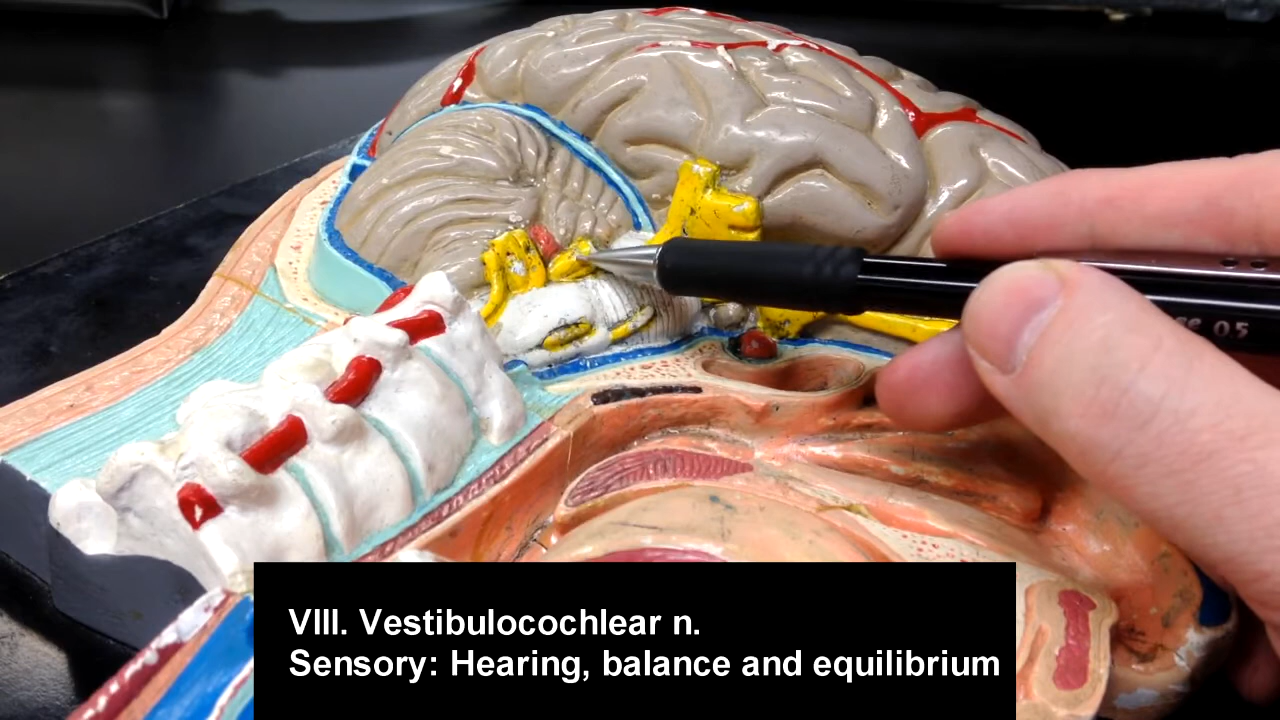 VIII. Vestibulocochlear n.
Sensory: Hearing, balance and equilibrium